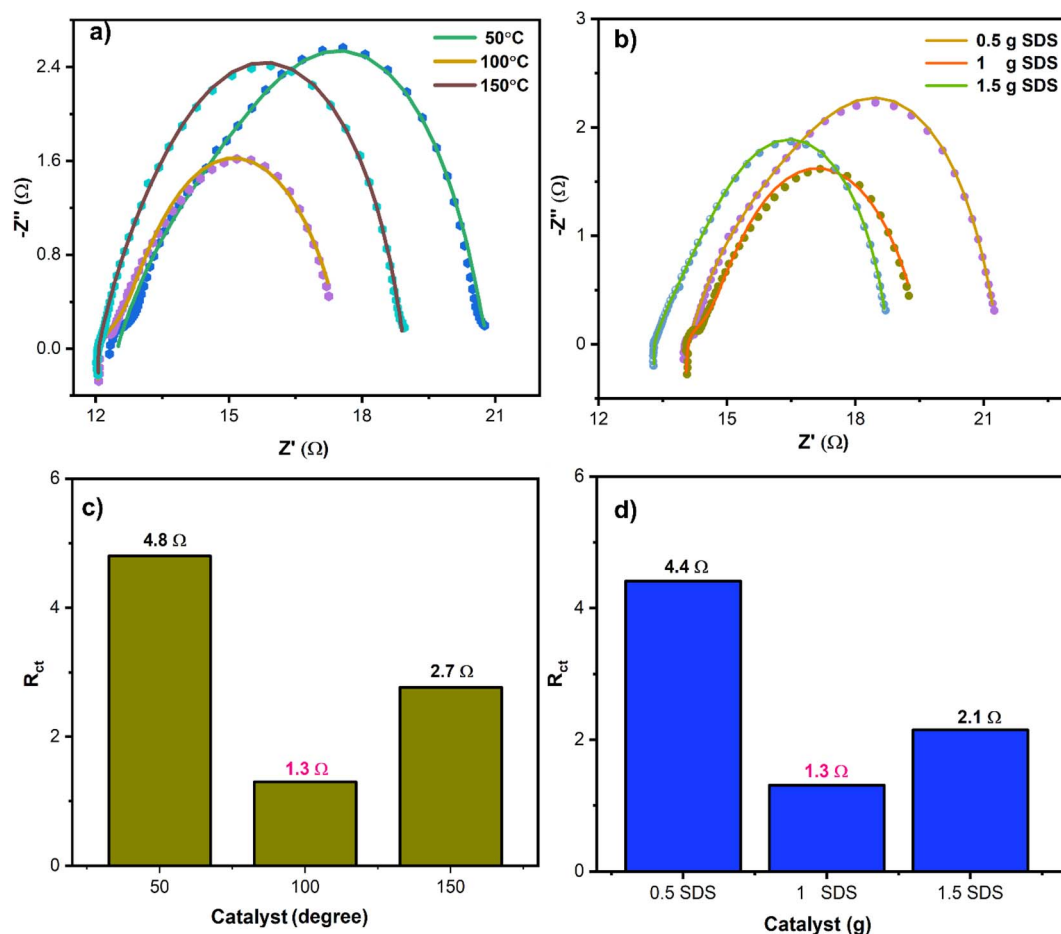 a)
50°C
100°C
150°C
2.4
1.6
0.8
0.0
-Z'' (Ω)
12 15 18 21
Z' (Ω)
b)
0.5 g SDS
1 g SDS
1.5 g SDS
3
2
1
0
-Z'' (Ω)
12 15 18 21
Z' (Ω)
c)
6
4
2
0
Rct
4.8 Ω
1.3 Ω
2.7 Ω
50 100 150
Catalyst (degree)
d)
6
4
2
0
Rct
4.4 Ω
1.3 Ω
2.1 Ω
0.5 SDS 1 SDS 1.5 SDS
Catalyst (g)